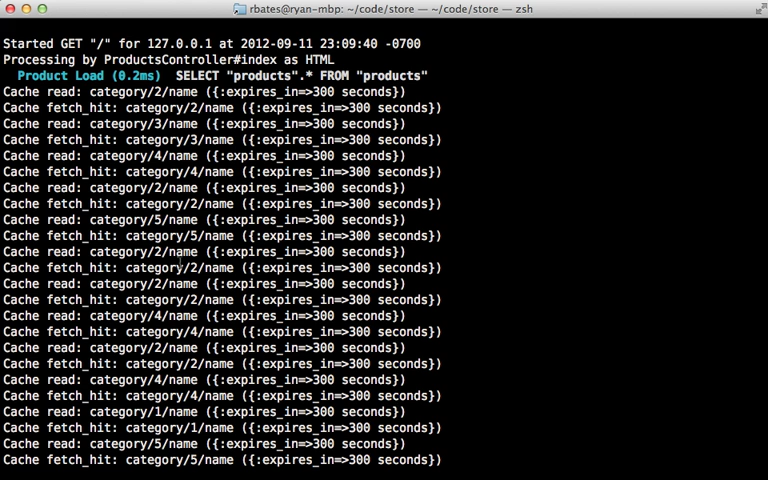 rbates@ryan-mbp: ~/code/store — ~/code/store — zsh
Started GET "/" for 127.0.0.1 at 2012-09-11 23:09:40 -0700
Processing by ProductsController#index as HTML
Product Load (0.2ms)  SELECT "products".* FROM "products"
Cache read: category/2/name ({:expires_in=>300 seconds})
Cache fetch_hit: category/2/name ({:expires_in=>300 seconds})
Cache read: category/3/name ({:expires_in=>300 seconds})
Cache fetch_hit: category/3/name ({:expires_in=>300 seconds})
Cache read: category/4/name ({:expires_in=>300 seconds})
Cache fetch_hit: category/4/name ({:expires_in=>300 seconds})
Cache read: category/2/name ({:expires_in=>300 seconds})
Cache fetch_hit: category/2/name ({:expires_in=>300 seconds})
Cache read: category/5/name ({:expires_in=>300 seconds})
Cache fetch_hit: category/5/name ({:expires_in=>300 seconds})
Cache read: category/2/name ({:expires_in=>300 seconds})
Cache fetch_hit: category/2/name ({:expires_in=>300 seconds})
Cache read: category/2/name ({:expires_in=>300 seconds})
Cache fetch_hit: category/2/name ({:expires_in=>300 seconds})
Cache read: category/4/name ({:expires_in=>300 seconds})
Cache fetch_hit: category/4/name ({:expires_in=>300 seconds})
Cache read: category/2/name ({:expires_in=>300 seconds})
Cache fetch_hit: category/2/name ({:expires_in=>300 seconds})
Cache read: category/4/name ({:expires_in=>300 seconds})
Cache fetch_hit: category/4/name ({:expires_in=>300 seconds})
Cache read: category/1/name ({:expires_in=>300 seconds})
Cache fetch_hit: category/1/name ({:expires_in=>300 seconds})
Cache read: category/5/name ({:expires_in=>300 seconds})
Cache fetch_hit: category/5/name ({:expires_in=>300 seconds})